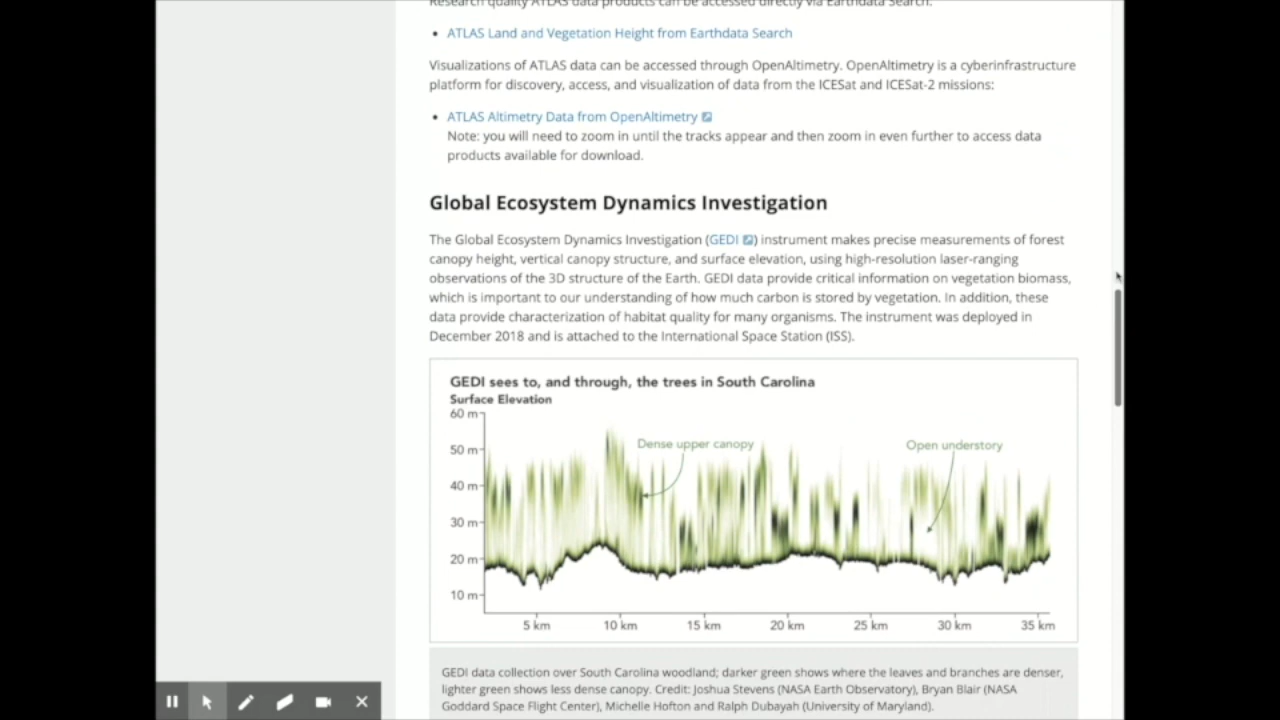 Research quality ATLAS data products can be accessed directly via Earthdata Search.
• ATLAS Land and Vegetation Height from Earthdata Search
Visualizations of ATLAS data can be accessed through OpenAltimetry. OpenAltimetry is a cyberinfrastructure
platform for discovery, access, and visualization of data from the ICESat and ICESat-2 missions:
• ATLAS Altimetry Data from OpenAltimetry
Note: you will need to zoom in until the tracks appear and then zoom in even further to access data
products available for download.
Global Ecosystem Dynamics Investigation
The Global Ecosystem Dynamics Investigation (GEDI) instrument makes precise measurements of forest
canopy height, vertical canopy structure, and surface elevation, using high-resolution laser-ranging
observations of the 3D structure of the Earth. GEDI data provide critical information on vegetation biomass,
which is important to our understanding of how much carbon is stored by vegetation. In addition, these
data provide characterization of habitat quality for many organisms. The instrument was deployed in
December 2018 and is attached to the International Space Station (ISS).
GEDI sees to, and through, the trees in South Carolina
Surface Elevation
60 m
50 m
40 m
30 m
20 m
10 m
Dense upper canopy
Open understory
5 km 10 km 15 km 20 km 25 km 30 km 35 km
GEDI data collection over South Carolina woodland; darker green shows where the leaves and branches are denser,
lighter green shows less dense canopy. Credit: Joshua Stevens (NASA Earth Observatory), Bryan Blair (NASA
Goddard Space Flight Center), Michelle Hofton and Ralph Dubayah (University of Maryland).